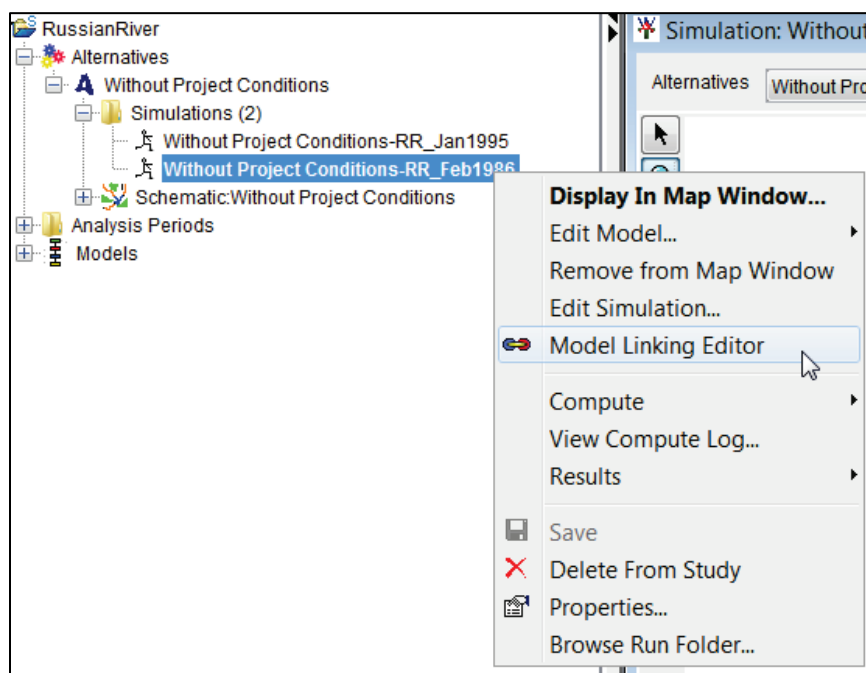 RussianRiver
Alternatives
Without Project Conditions
Simulations (2)
Without Project Conditions-RR_Jan1995
Without Project Conditions-RR_Feb1986
Schematic:Without Project Conditions
Analysis Periods
Models
Simulation: Without
Alternatives Without Pro
Display In Map Window...
Edit Model...
Remove from Map Window
Edit Simulation...
Model Linking Editor
Compute
View Compute Log...
Results
Save
Delete From Study
Properties...
Browse Run Folder...